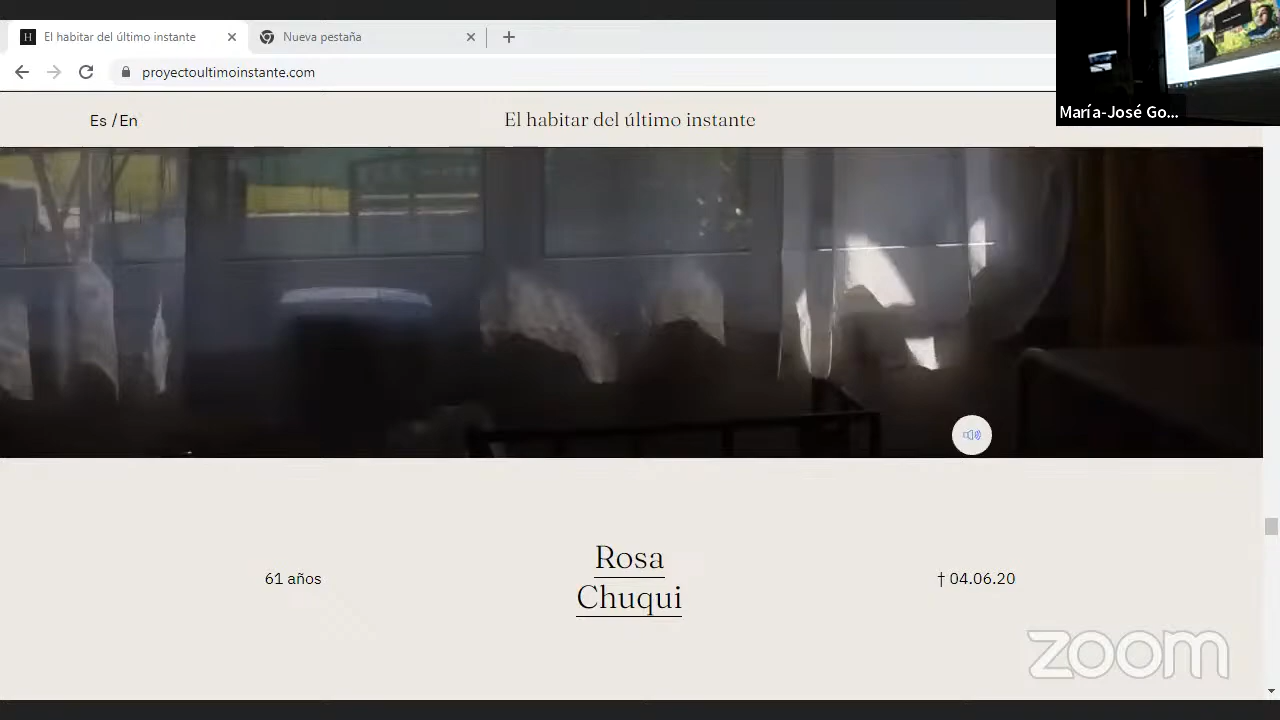 H El habitar del último instante
Nueva pestaña
proyectoultimoinstante.com
María-José Go...
Es /En
El habitar del último instante
61 años
Rosa
Chuqui
† 04.06.20
zoom